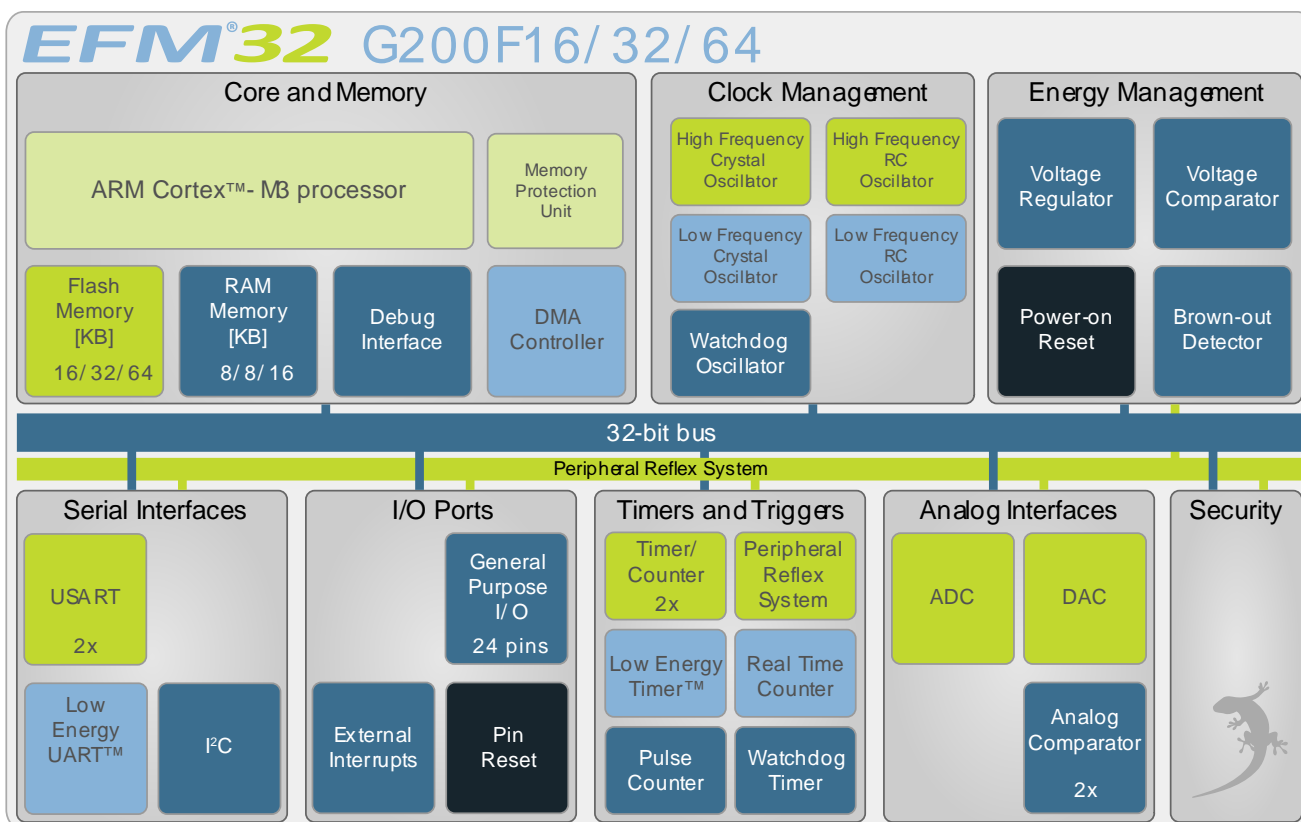 EFM®32 G200F16/32/64
Core and Memory
ARM Cortex™-M3 processor
Memory
Protection
Unit
Flash
Memory
[KB]
16/32/64
RAM
Memory
[KB]
8/8/16
Debug
Interface
DMA
Controller
Clock Management
High Frequency
Crystal
Oscillator
High Frequency
RC
Oscillator
Low Frequency
Crystal
Oscillator
Low Frequency
RC
Oscillator
Watchdog
Oscillator
Energy Management
Voltage
Regulator
Voltage
Comparator
Power-on
Reset
Brown-out
Detector
32-bit bus
Peripheral Reflex System
Serial Interfaces
USART
2x
Low
Energy
UART™
I²C
I/O Ports
General
Purpose
I/O
24 pins
External
Interrupts
Pin
Reset
Timers and Triggers
Timer/
Counter
2x
Peripheral
Reflex
System
Low Energy
Timer™
Real Time
Counter
Pulse
Counter
Watchdog
Timer
Analog Interfaces
ADC
DAC
Analog
Comparator
2x
Security